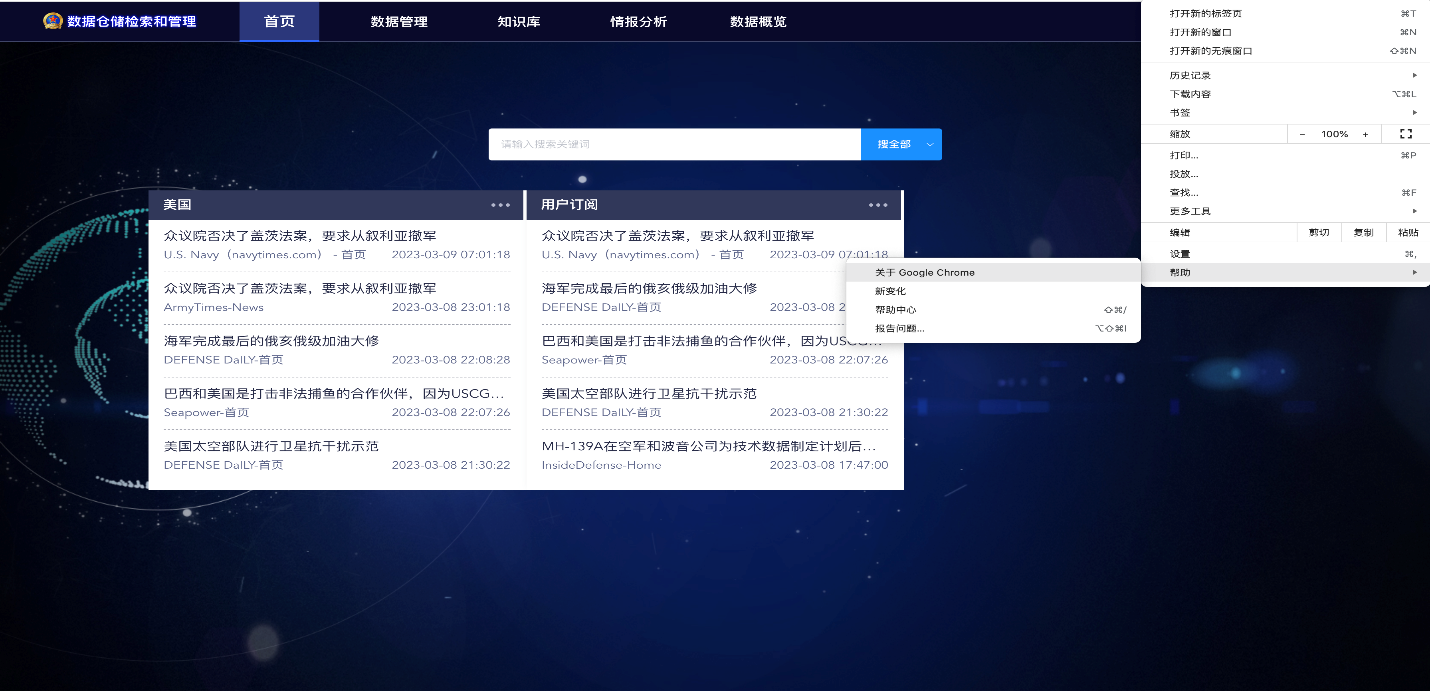 数据仓储检索和管理 首页 数据管理 知识库 情报分析 数据概览
请输入搜索关键词 搜全部
美国
众议院否决了盖茨法案，要求从叙利亚撤军
U.S. Navy（navytimes.com） - 首页 2023-03-09 07:01:18
众议院否决了盖茨法案，要求从叙利亚撤军
ArmyTimes-News 2023-03-08 23:01:18
海军完成最后的俄亥俄级加油大修
DEFENSE DaILY-首页 2023-03-08 22:08:28
巴西和美国是打击非法捕鱼的合作伙伴，因为USCG...
Seapower-首页 2023-03-08 22:07:26
美国太空部队进行卫星抗干扰示范
DEFENSE DaILY-首页 2023-03-08 21:30:22
用户订阅
众议院否决了盖茨法案，要求从叙利亚撤军
U.S. Navy（navytimes.com） - 首页 2023-03-09 07:01:18
海军完成最后的俄亥俄级加油大修
DEFENSE DaILY-首页 2023-03-08 2
巴西和美国是打击非法捕鱼的合作伙伴，因为USCG...
Seapower-首页 2023-03-08 22:07:26
美国太空部队进行卫星抗干扰示范
DEFENSE DaILY-首页 2023-03-08 21:30:22
MH-139A在空军和波音公司为技术数据制定计划后...
InsideDefense-Home 2023-03-08 17:47:00
打开新的标签页 ⌘T
打开新的窗口 ⌘N
打开新的无痕窗口 ⇧⌘N
历史记录
下载内容 ⌥⌘L
书签
缩放 − 100% +
打印... ⌘P
投放...
查找... ⌘F
更多工具
编辑 剪切 复制 粘贴
设置 ⌘,
帮助
关于 Google Chrome
新变化
帮助中心 ⇧⌘/
报告问题... ⌥⇧⌘I